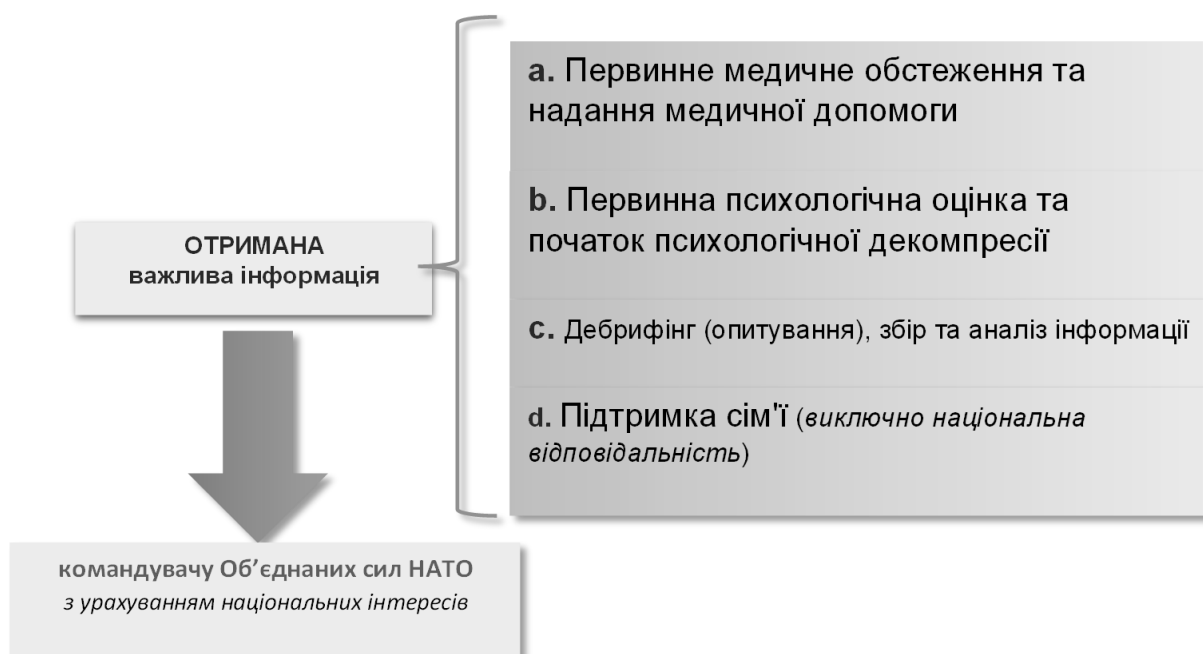 a. Первинне медичне обстеження та
надання медичної допомоги
b. Первинна психологічна оцінка та
початок психологічної декомпресії
c. Дебрифінг (опитування), збір та аналіз інформації
d. Підтримка сім'ї (виключно національна
відповідальність)
ОТРИМАНА
важлива інформація
командувачу Об’єднаних сил НАТО
з урахуванням національних інтересів